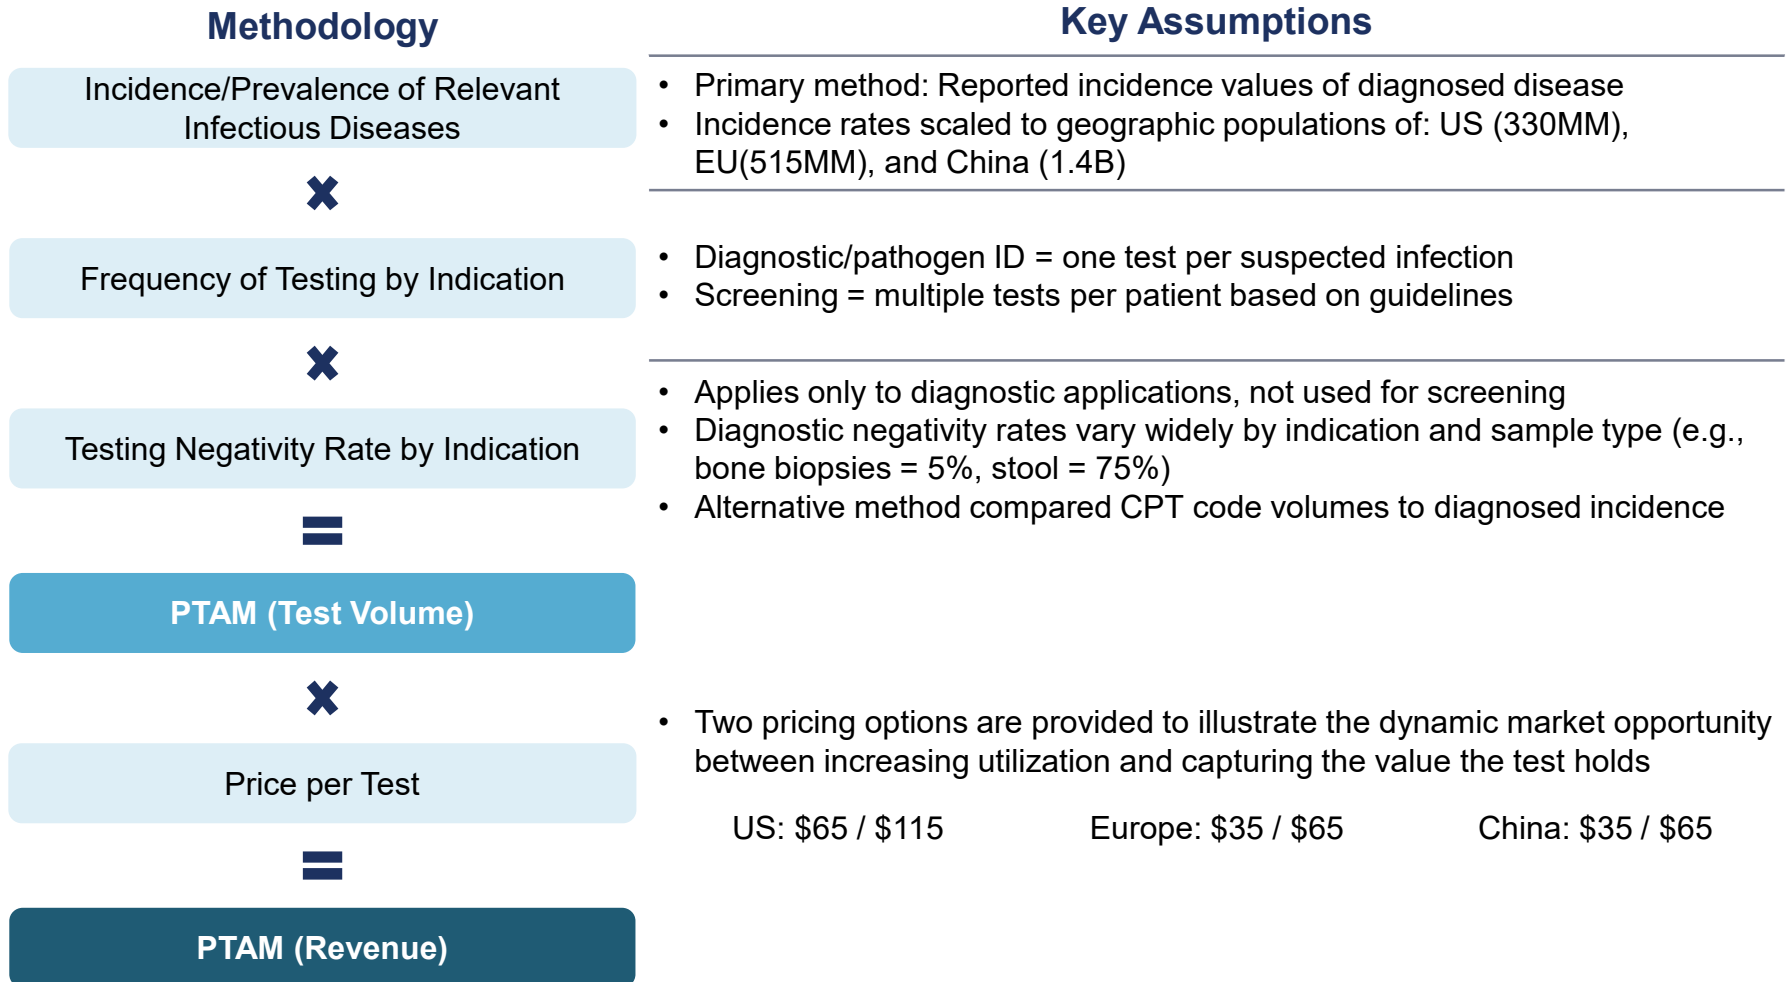 Methodology
Key Assumptions
Incidence/Prevalence of Relevant
Infectious Diseases
• Primary method: Reported incidence values of diagnosed disease
• Incidence rates scaled to geographic populations of: US (330MM),
EU(515MM), and China (1.4B)
Frequency of Testing by Indication
• Diagnostic/pathogen ID = one test per suspected infection
• Screening = multiple tests per patient based on guidelines
Testing Negativity Rate by Indication
• Applies only to diagnostic applications, not used for screening
• Diagnostic negativity rates vary widely by indication and sample type (e.g.,
bone biopsies = 5%, stool = 75%)
• Alternative method compared CPT code volumes to diagnosed incidence
PTAM (Test Volume)
Price per Test
• Two pricing options are provided to illustrate the dynamic market opportunity
between increasing utilization and capturing the value the test holds
US: $65 / $115
Europe: $35 / $65
China: $35 / $65
PTAM (Revenue)